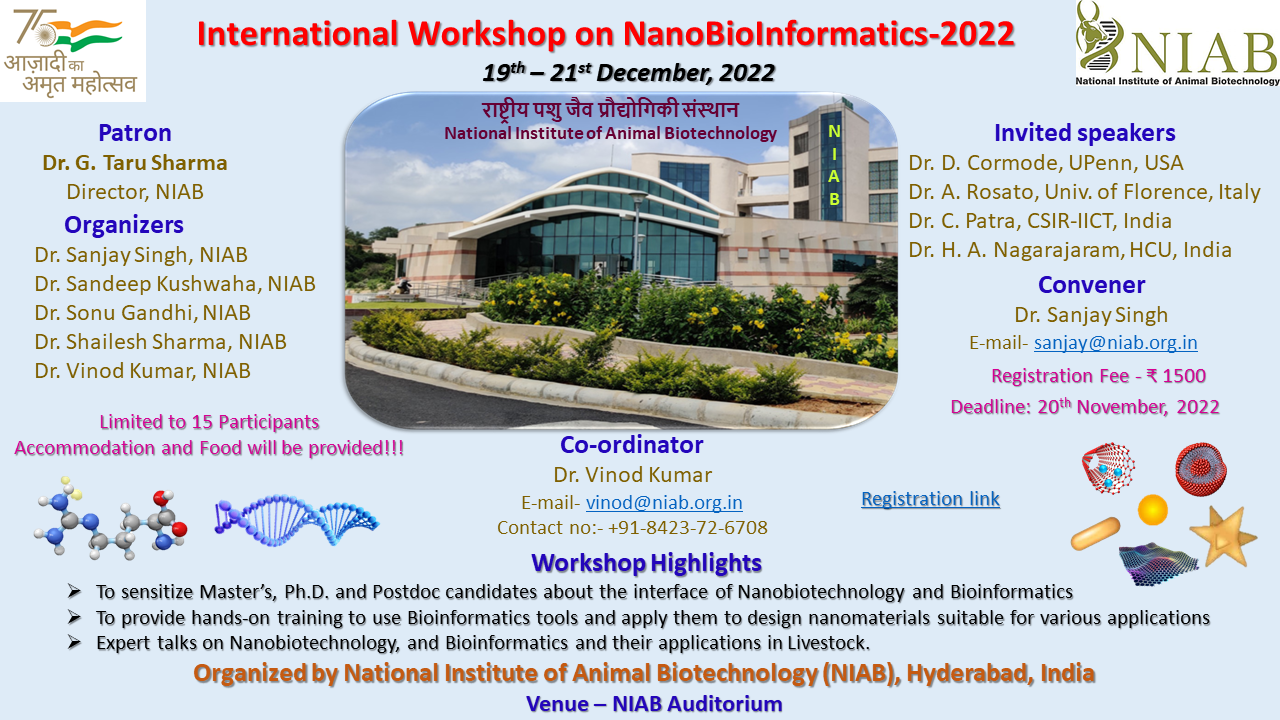 75
आज़ादी का
अमृत महोत्सव
International Workshop on NanoBioInformatics-2022
19th – 21st December, 2022
NIAB
National Institute of Animal Biotechnology
राष्ट्रीय पशु जैव प्रौद्योगिकी संस्थान
National Institute of Animal Biotechnology
N
I
A
B
Patron
Dr. G. Taru Sharma
Director, NIAB
Organizers
Dr. Sanjay Singh, NIAB
Dr. Sandeep Kushwaha, NIAB
Dr. Sonu Gandhi, NIAB
Dr. Shailesh Sharma, NIAB
Dr. Vinod Kumar, NIAB
Limited to 15 Participants
Accommodation and Food will be provided!!!
Invited speakers
Dr. D. Cormode, UPenn, USA
Dr. A. Rosato, Univ. of Florence, Italy
Dr. C. Patra, CSIR-IICT, India
Dr. H. A. Nagarajaram, HCU, India
Convener
Dr. Sanjay Singh
E-mail- sanjay@niab.org.in
Registration Fee - ₹ 1500
Deadline: 20th November, 2022
Co-ordinator
Dr. Vinod Kumar
E-mail- vinod@niab.org.in
Contact no:- +91-8423-72-6708
Registration link
Workshop Highlights
➢ To sensitize Master’s, Ph.D. and Postdoc candidates about the interface of Nanobiotechnology and Bioinformatics
➢ To provide hands-on training to use Bioinformatics tools and apply them to design nanomaterials suitable for various applications
➢ Expert talks on Nanobiotechnology, and Bioinformatics and their applications in Livestock.
Organized by National Institute of Animal Biotechnology (NIAB), Hyderabad, India
Venue – NIAB Auditorium